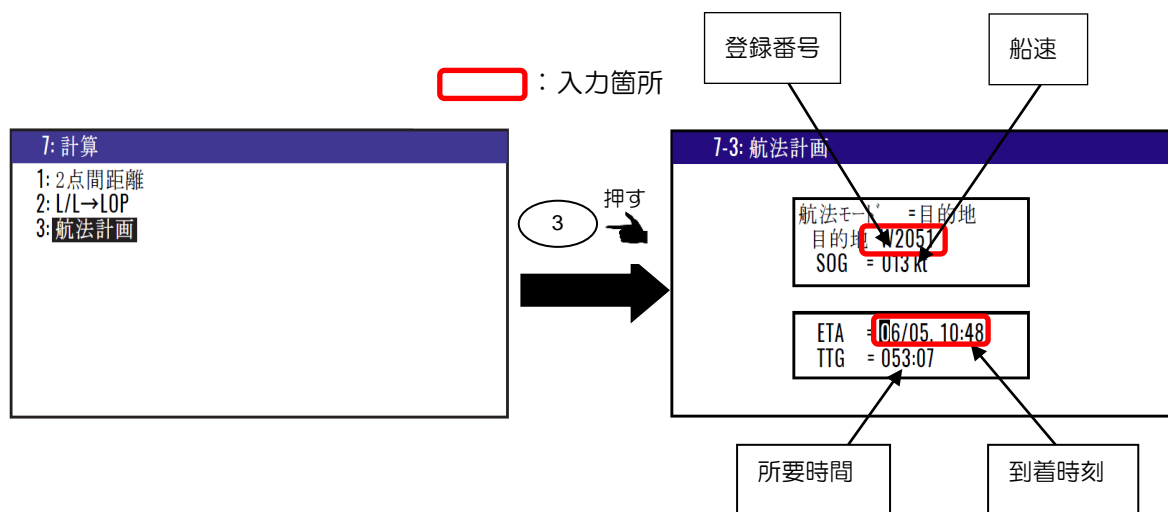 登録番号
船速
：入力箇所
7: 計算
1: 2点間距離
2: L/L→LOP
3: 航法計画
3
押す
7-3: 航法計画
航法モード =目的地
目的地 W2051
SOG = 013 kt
ETA = 06/05. 10:48
TTG = 053:07
所要時間
到着時刻